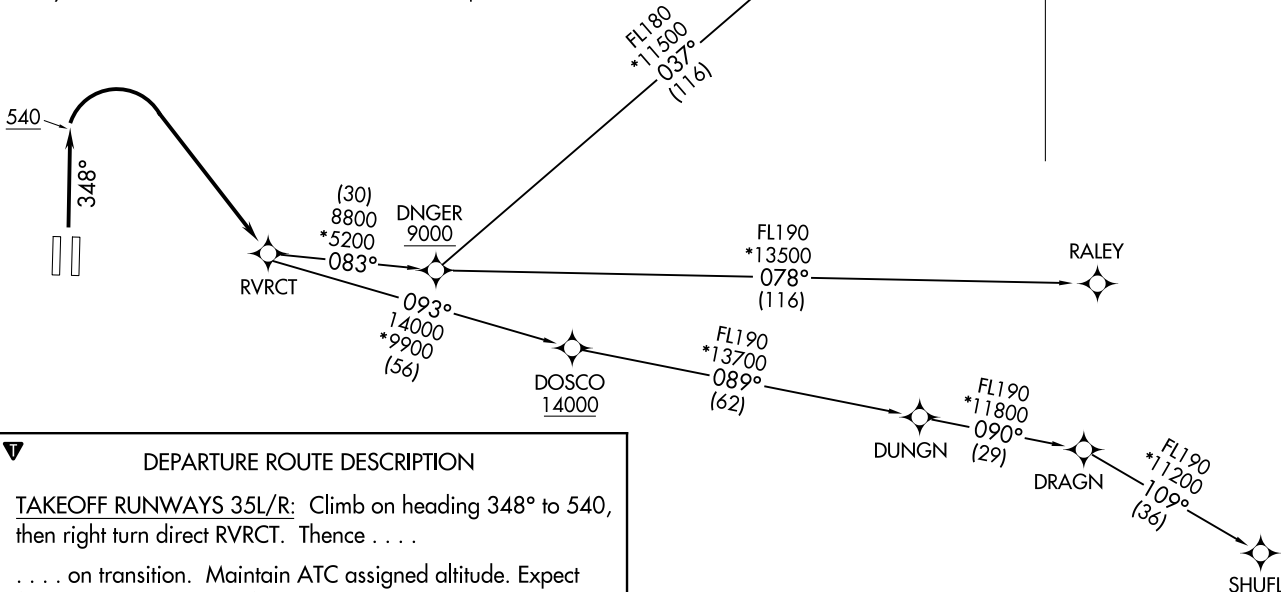 FL180
*11500
037°
(116)
540
348°
(30)
8800
*5200
083°
DNGER
9000
RVRCT
FL190
*13500
078°
(116)
RALEY
093°
14000
*9900
(56)
DOSCO
14000
FL190
*13700
089°
(62)
DUNGN
FL190
*11800
090°
(29)
DRAGN
FL190
*11200
109°
(36)
SHUFL
T
DEPARTURE ROUTE DESCRIPTION
TAKEOFF RUNWAYS 35L/R: Climb on heading 348° to 540,
then right turn direct RVRCT. Thence . . . .
. . . . on transition. Maintain ATC assigned altitude. Expect